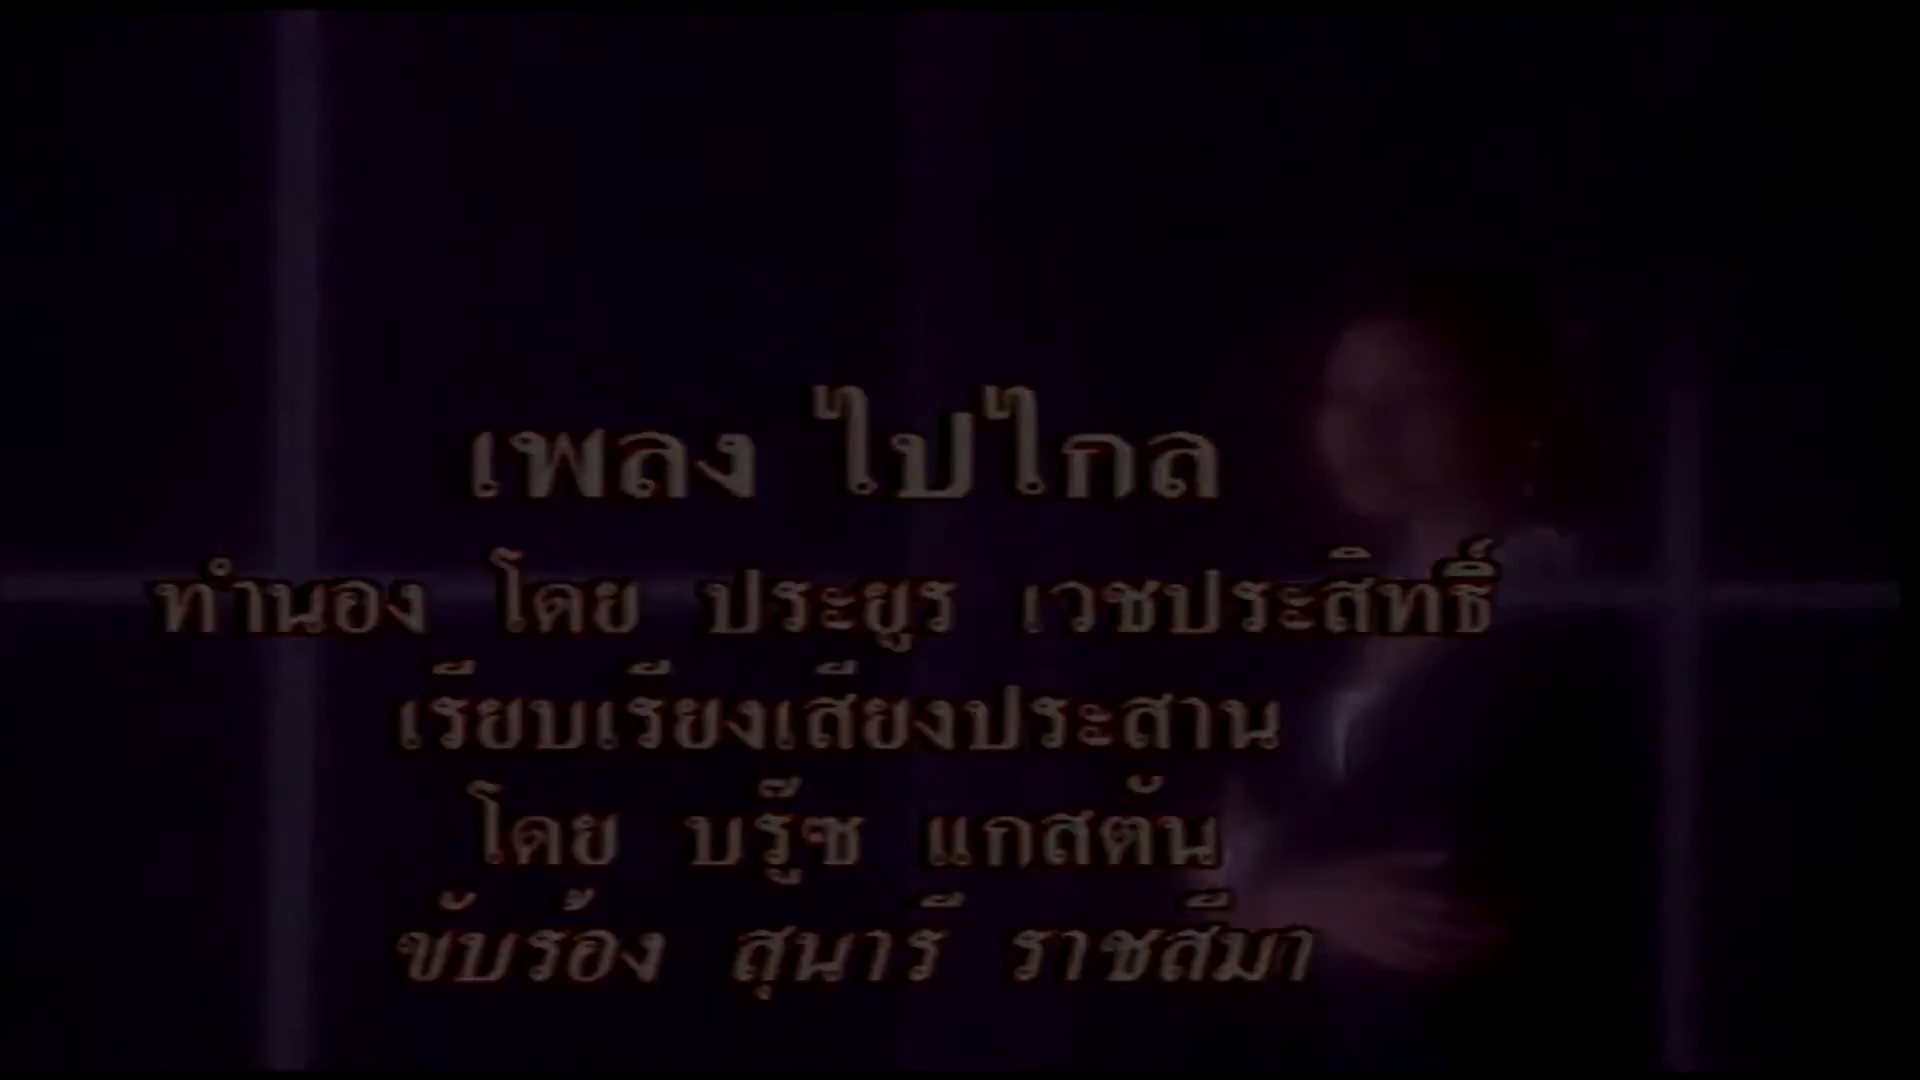 เพลง ไปไกล
ทำนอง โดย ประยูร เวชประสิทธิ์
เรียบเรียงเสียงประสาน
โดย บรู๊ซ แกสตัน
ขับร้อง สุนารี ราชสีมา